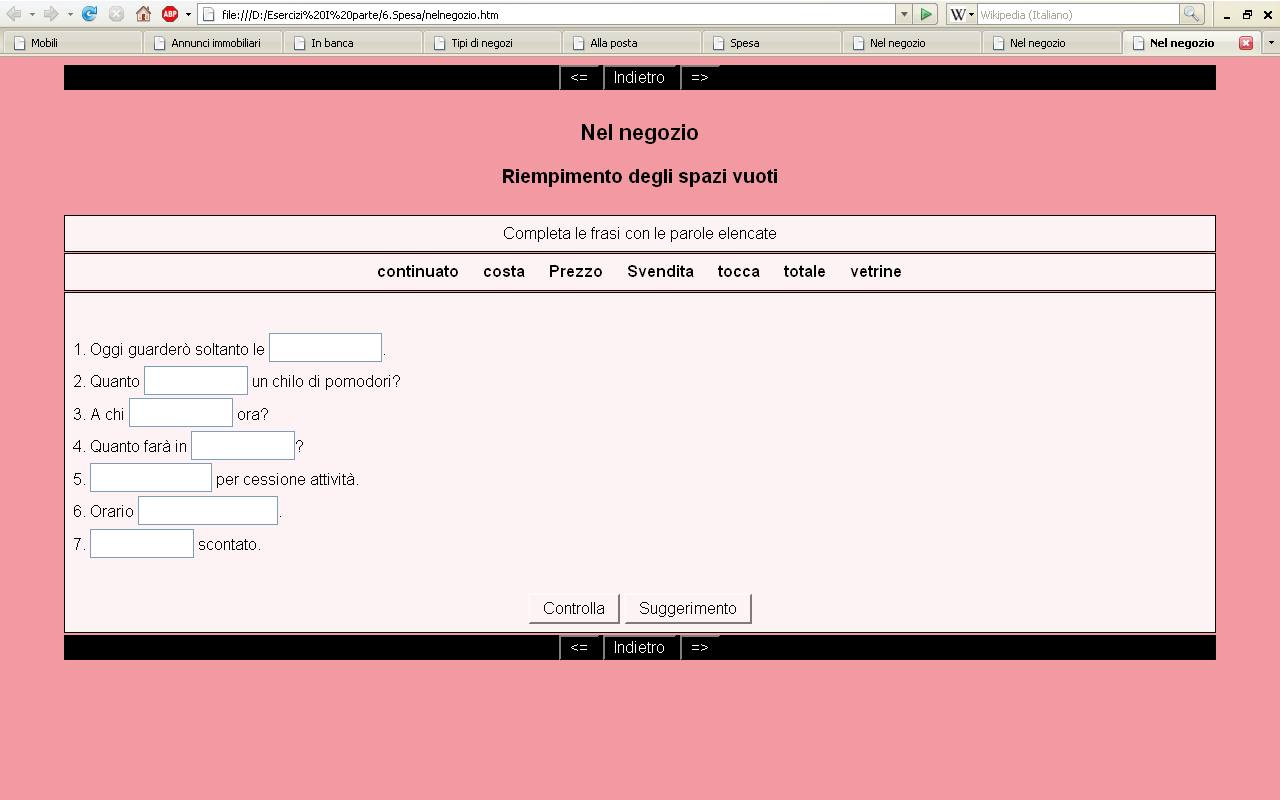 file:///D:/Esercizi%20I%20parte/6.Spesa/nelnegozio.htm W Wikipedia (Italiano)
Mobili Annunci immobiliari In banca Tipi di negozi Alla posta Spesa Nel negozio Nel negozio Nel negozio
<= Indietro =>
Nel negozio
Riempimento degli spazi vuoti
Completa le frasi con le parole elencate
continuato costa Prezzo Svendita tocca totale vetrine
1. Oggi guarderò soltanto le .
2. Quanto un chilo di pomodori?
3. A chi ora?
4. Quanto farà in ?
5. per cessione attività.
6. Orario .
7. scontato.
Controlla Suggerimento
<= Indietro =>